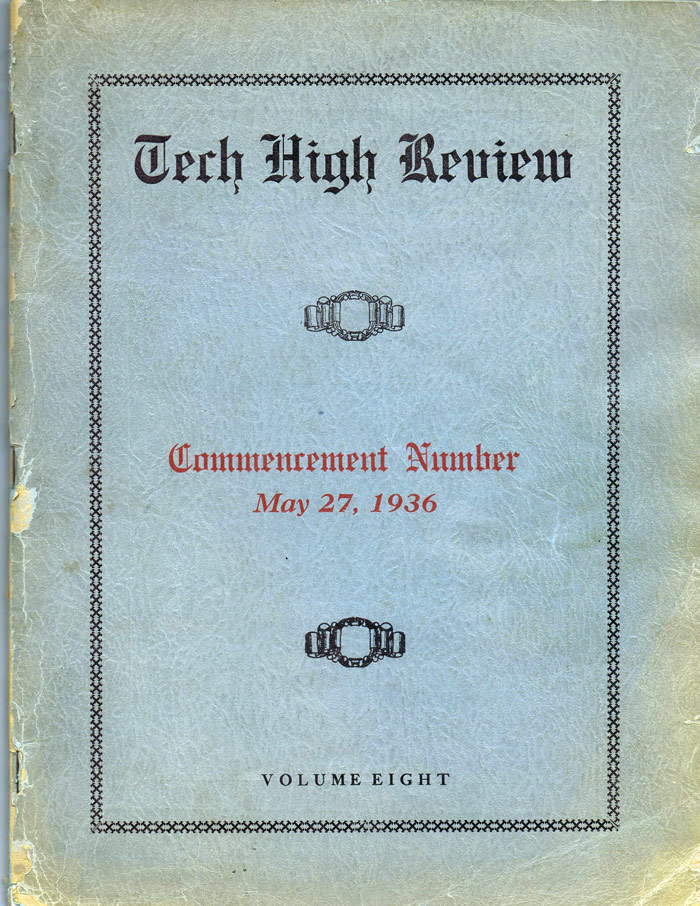 Tech High Review
Commencement Number
May 27, 1936
VOLUME EIGHT